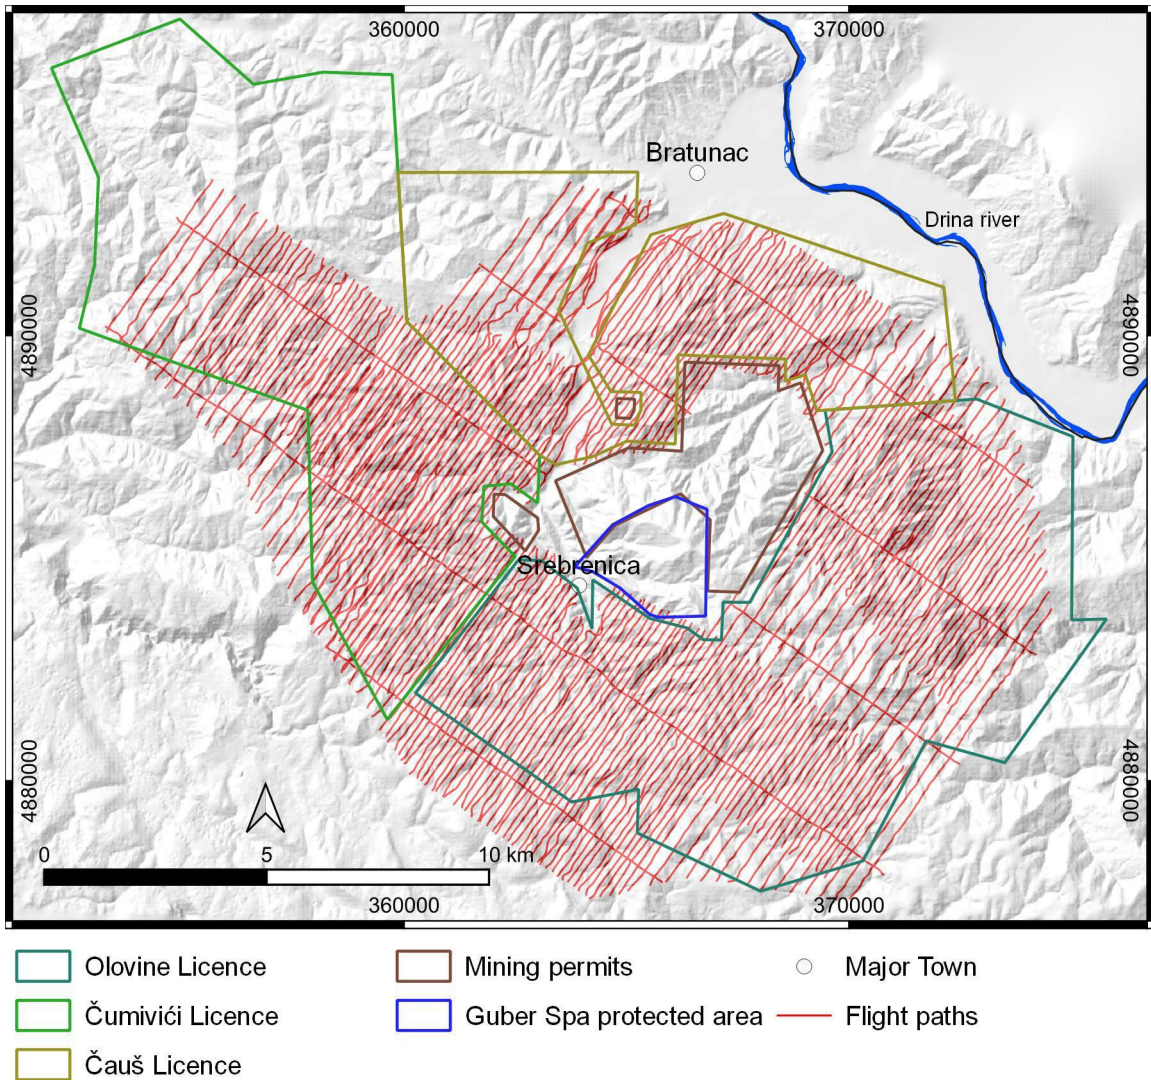 360000
370000
Bratunac
Drina river
4890000
4890000
Srebrenica
4880000
4880000
0
5
10 km
360000
370000
Olovine Licence
Mining permits
Major Town
Čumivići Licence
Guber Spa protected area
Flight paths
Čauš Licence